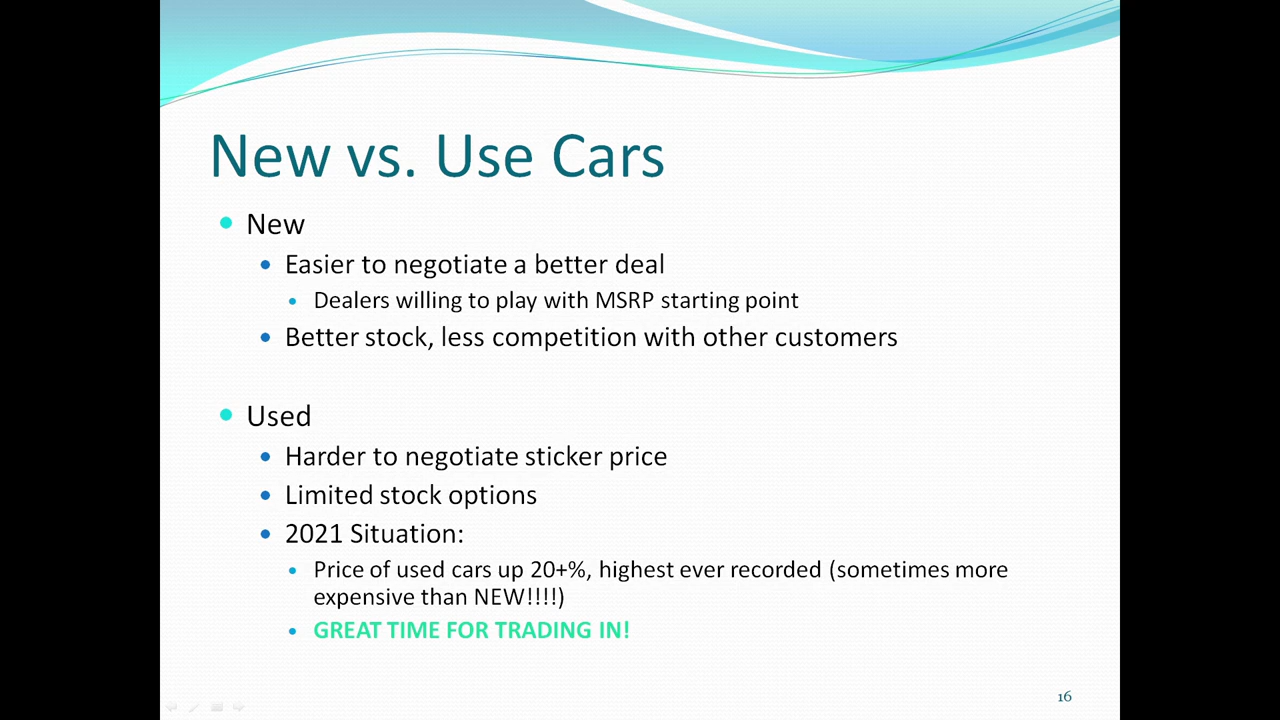 New vs. Use Cars
New
Easier to negotiate a better deal
Dealers willing to play with MSRP starting point
Better stock, less competition with other customers
Used
Harder to negotiate sticker price
Limited stock options
2021 Situation:
Price of used cars up 20+%, highest ever recorded (sometimes more
expensive than NEW!!!!)
GREAT TIME FOR TRADING IN!
16